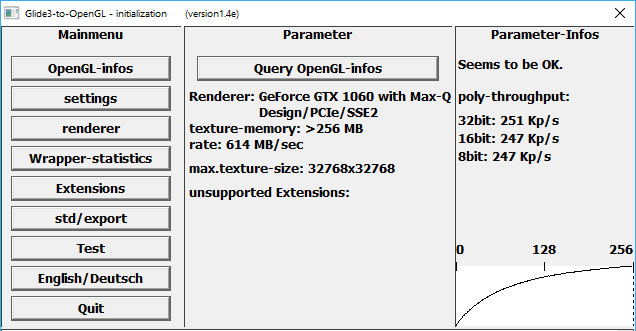 Glide3-to-OpenGL - initialization (version1.4e)
Mainmenu
OpenGL-infos
settings
renderer
Wrapper-statistics
Extensions
std/export
Test
English/Deutsch
Quit
Parameter
Query OpenGL-infos
Renderer: GeForce GTX 1060 with Max-Q
Design/PCIe/SSE2
texture-memory: >256 MB
rate: 614 MB/sec
max.texture-size: 32768x32768
unsupported Extensions:
Parameter-Infos
Seems to be OK.
poly-throughput:
32bit: 251 Kp/s
16bit: 247 Kp/s
8bit: 247 Kp/s
0 128 256